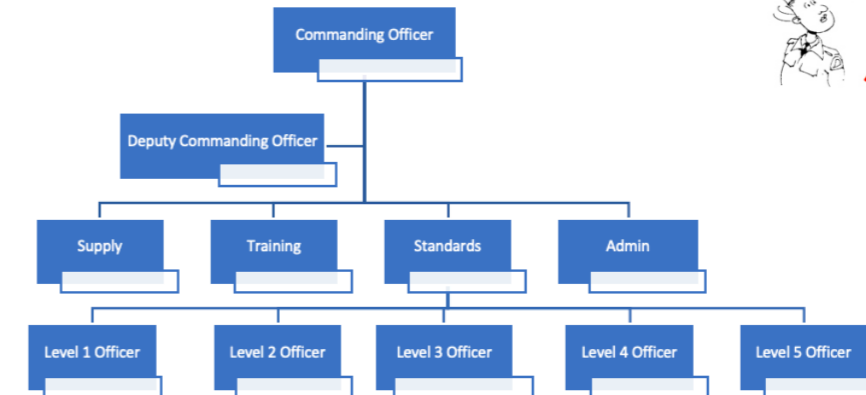 Commanding Officer
Deputy Commanding Officer
Supply
Training
Standards
Admin
Level 1 Officer
Level 2 Officer
Level 3 Officer
Level 4 Officer
Level 5 Officer